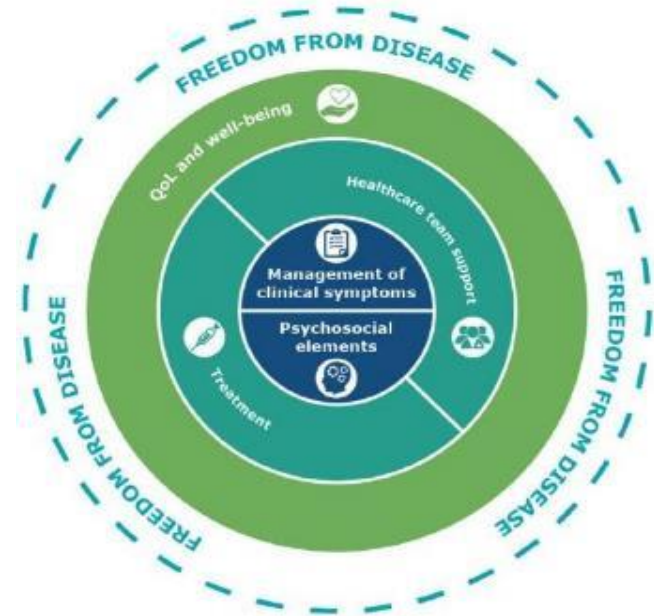 FREEDOM FROM DISEASE
QoL and well-being
Healthcare team support
Management of
clinical symptoms
Psychosocial
elements
Treatment
FREEDOM FROM DISEASE
FREEDOM FROM DISEASE